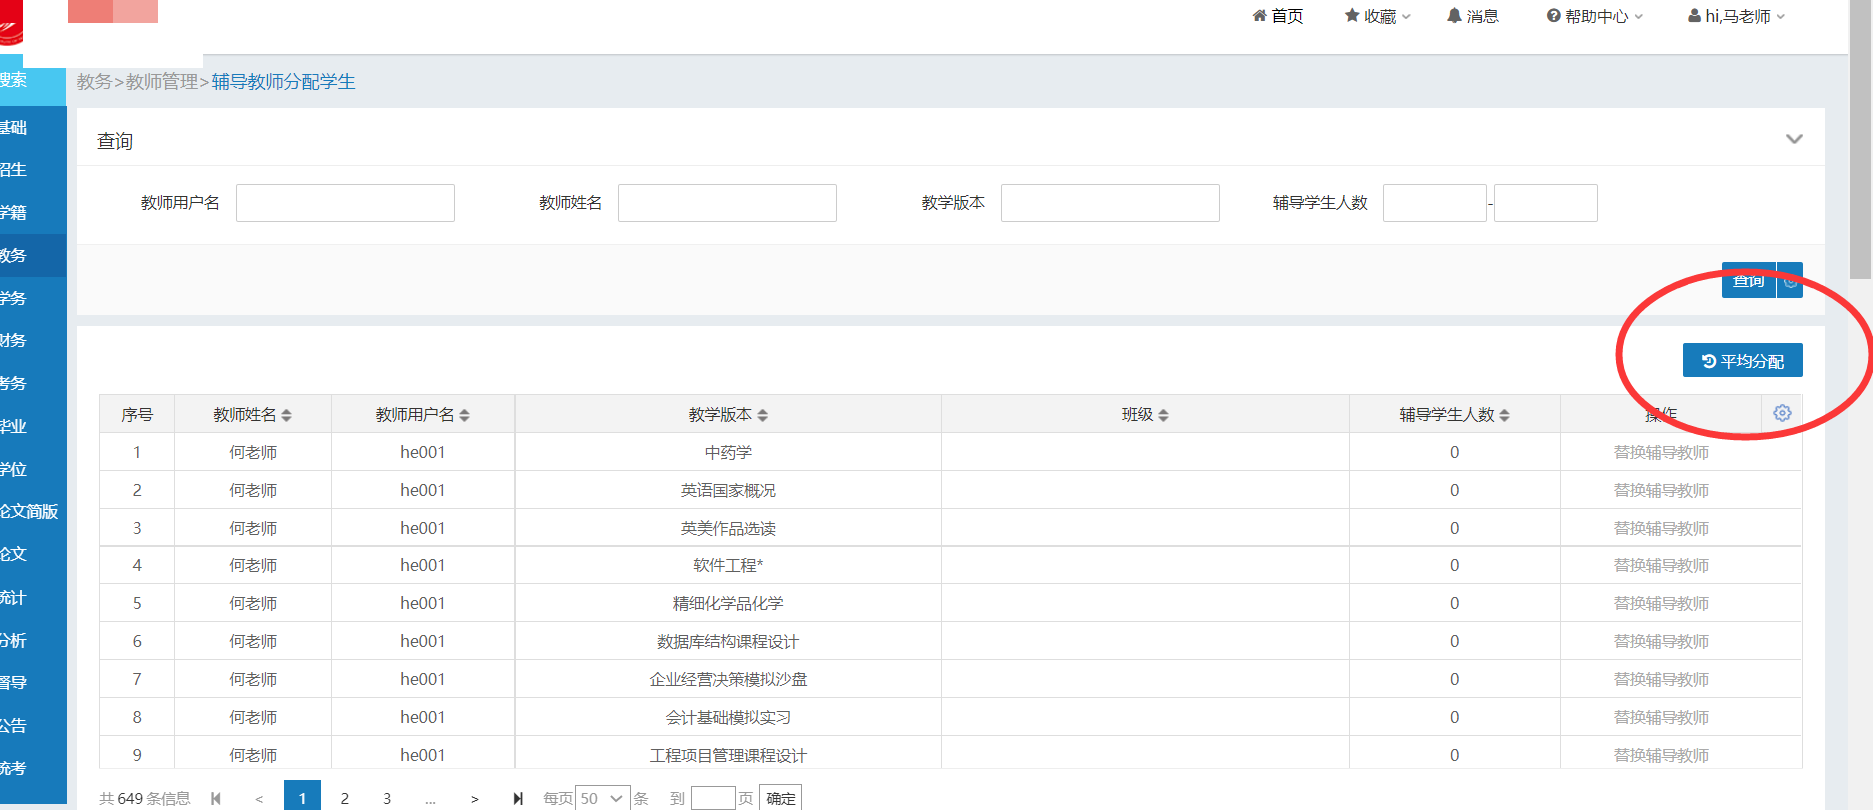 首页 收藏 消息 帮助中心 hi,马老师
搜索
教务>教师管理>辅导教师分配学生
基础
招生
学籍
教务
学务
财务
考务
毕业
学位
论文简版
论文
统计
分析
督导
公告
统考
查询
教师用户名 教师姓名 教学版本 辅导学生人数 -
查询
平均分配
序号 教师姓名 教师用户名 教学版本 班级 辅导学生人数 操作
1 何老师 he001 中药学 0 替换辅导教师
2 何老师 he001 英语国家概况 0 替换辅导教师
3 何老师 he001 英美作品选读 0 替换辅导教师
4 何老师 he001 软件工程* 0 替换辅导教师
5 何老师 he001 精细化学品化学 0 替换辅导教师
6 何老师 he001 数据库结构课程设计 0 替换辅导教师
7 何老师 he001 企业经营决策模拟沙盘 0 替换辅导教师
8 何老师 he001 会计基础模拟实习 0 替换辅导教师
9 何老师 he001 工程项目管理课程设计 0 替换辅导教师
共 649 条信息 < 1 2 3 ... > 每页 50 条 到 页 确定